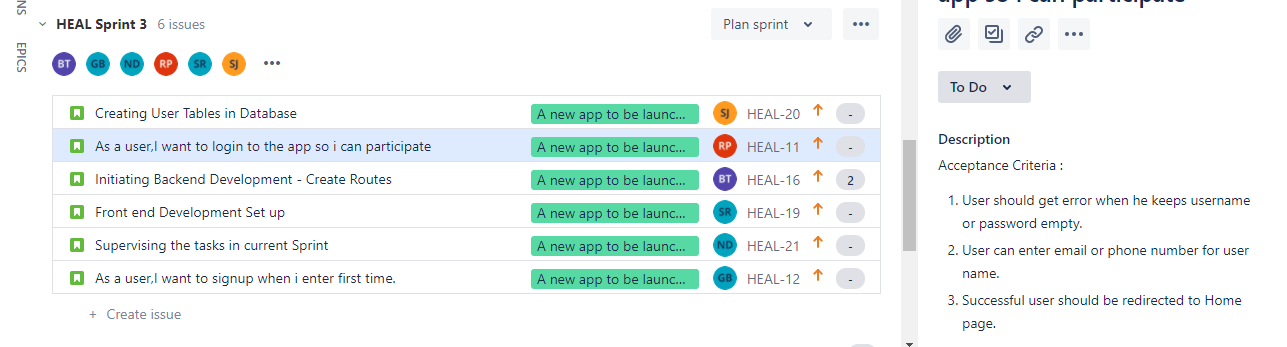 NS
EPICS
HEAL Sprint 3 6 issues
Plan sprint
BT GB ND RP SR SJ
Creating User Tables in Database A new app to be launc... SJ HEAL-20 -
As a user,I want to login to the app so i can participate A new app to be launc... RP HEAL-11 -
Initiating Backend Development - Create Routes A new app to be launc... BT HEAL-16 2
Front end Development Set up A new app to be launc... SR HEAL-19 -
Supervising the tasks in current Sprint A new app to be launc... ND HEAL-21 -
As a user,I want to signup when i enter first time. A new app to be launc... GB HEAL-12 -
+ Create issue
app so i can participate
To Do
Description
Acceptance Criteria :
1. User should get error when he keeps username
or password empty.
2. User can enter email or phone number for user
name.
3. Successful user should be redirected to Home
page.